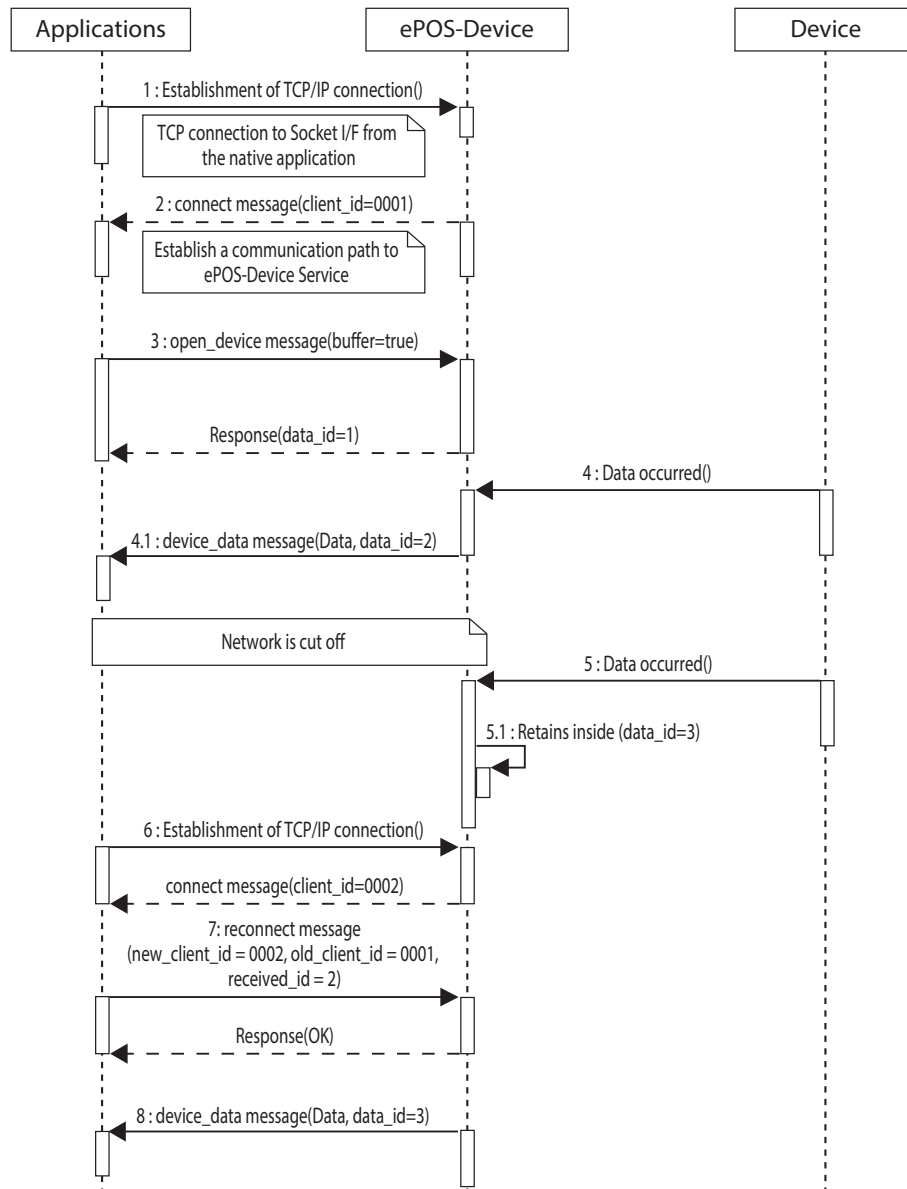 Applications
ePOS-Device
Device
1 : Establishment of TCP/IP connection()
TCP connection to Socket I/F from
the native application
2 : connect message(client_id=0001)
Establish a communication path to
ePOS-Device Service
3 : open_device message(buffer=true)
Response(data_id=1)
4 : Data occurred()
4.1 : device_data message(Data, data_id=2)
Network is cut off
5 : Data occurred()
5.1 : Retains inside (data_id=3)
6 : Establishment of TCP/IP connection()
connect message(client_id=0002)
7: reconnect message
(new_client_id = 0002, old_client_id = 0001,
received_id = 2)
Response(OK)
8 : device_data message(Data, data_id=3)